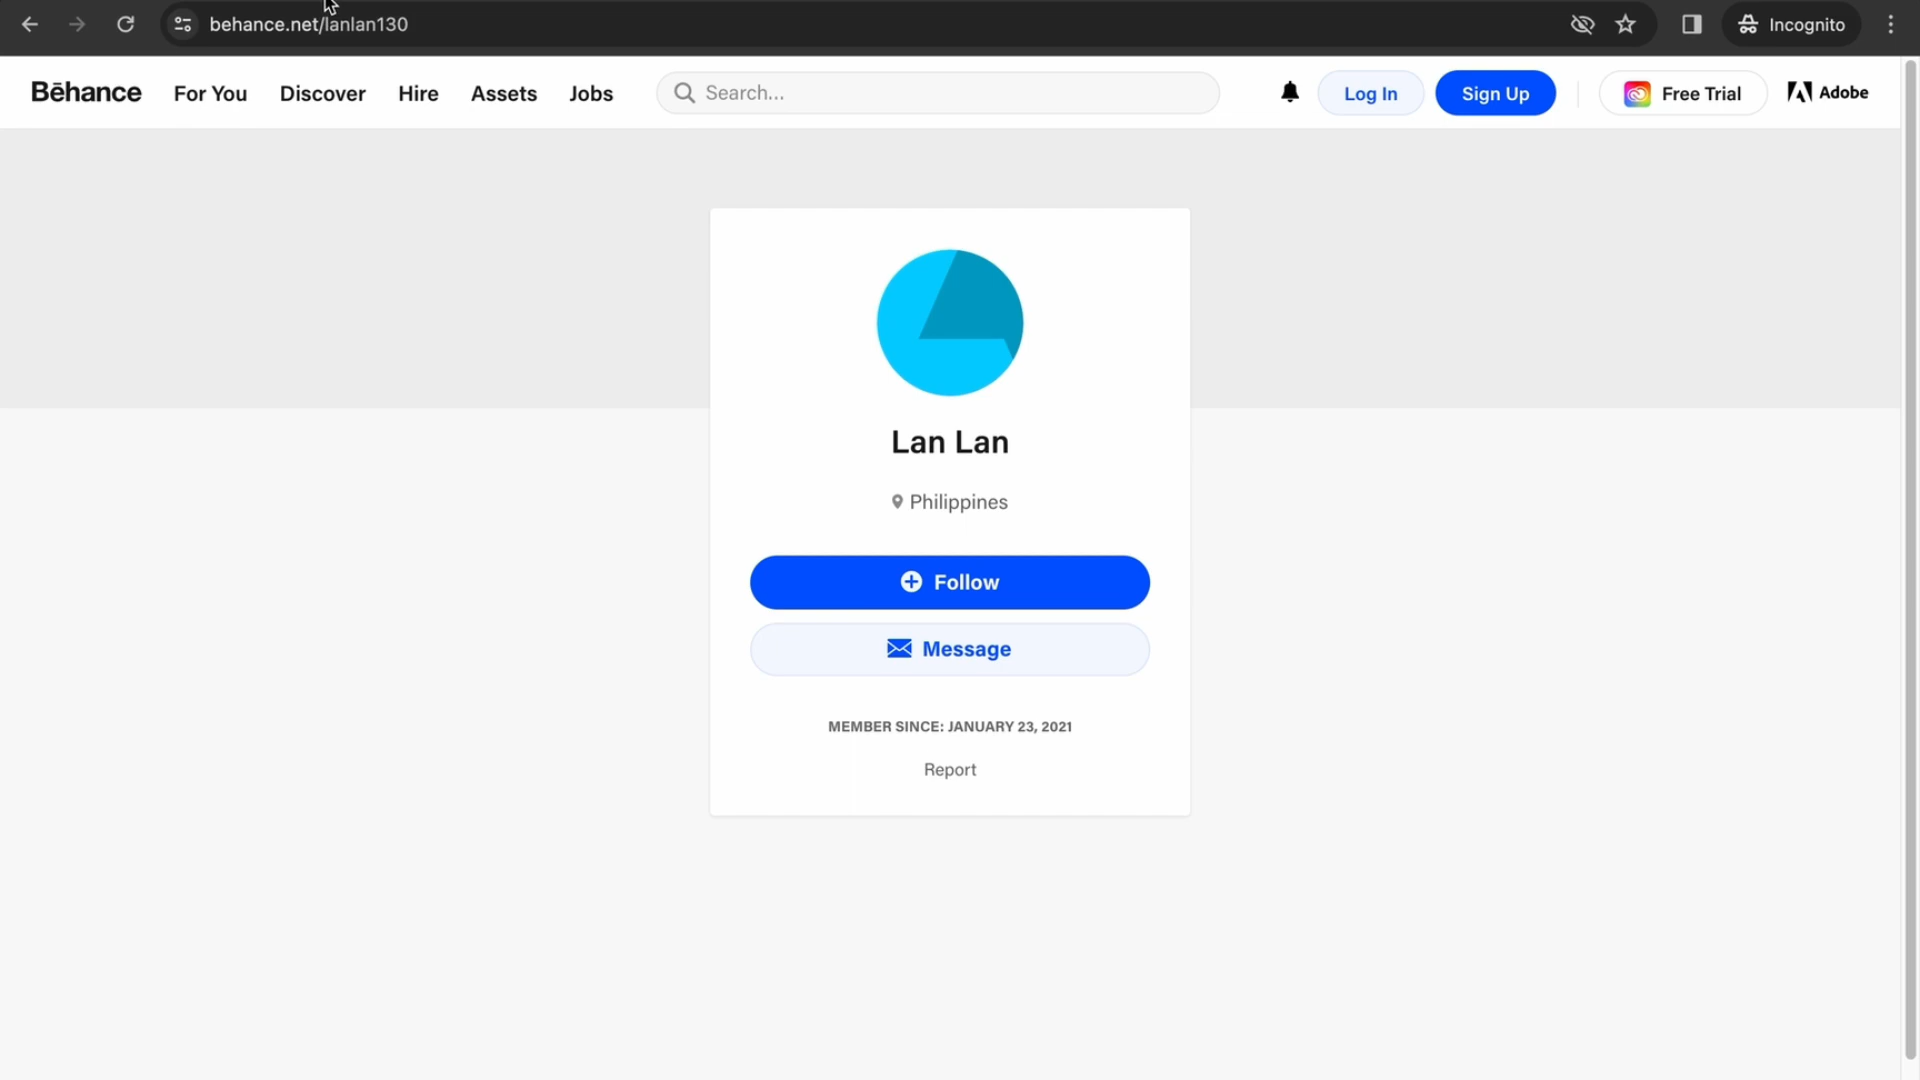 behance.net/lanlan130
Incognito
Bēhance For You Discover Hire Assets Jobs Search... Log In Sign Up Free Trial Adobe
Lan Lan
Philippines
Follow
Message
MEMBER SINCE: JANUARY 23, 2021
Report